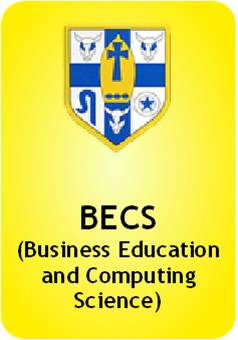 BECS
(Business Education
and Computing
Science)